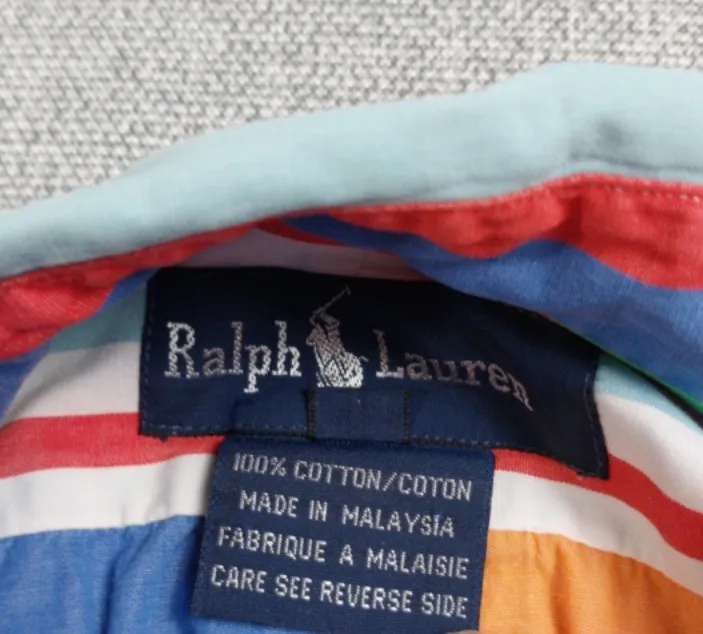 Ralph Lauren
100% COTTON/COTON
MADE IN MALAYSIA
FABRIQUE A MALAISIE
CARE SEE REVERSE SIDE